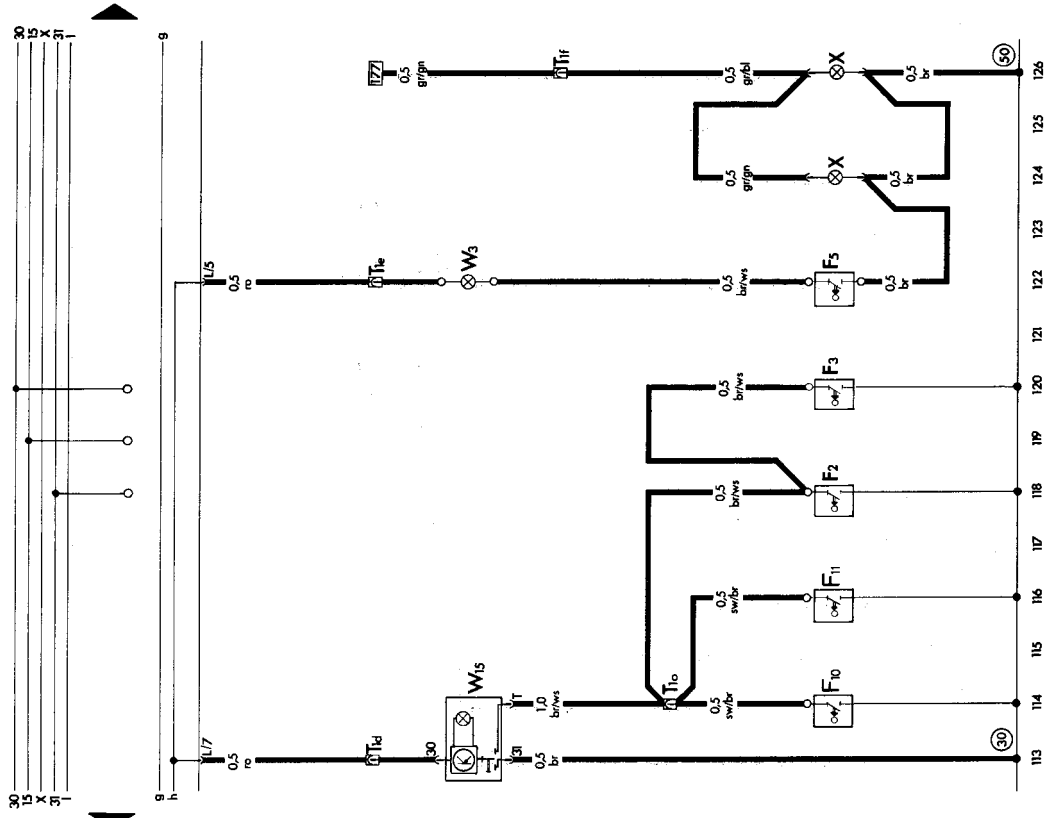 30
15
X
31
1
g
30
15
X
31
1
g
h
177
0,5
gr/gn
T1f
0,5
gr/bl
X
0,5
br
50
0,5
gr/gn
X
0,5
br
L/5
0,5
ro
T1e
W3
0,5
br/ws
F5
0,5
br
0,5
br/ws
F3
0,5
br/ws
F2
0,5
sw/br
F11
L/7
0,5
ro
T1d
30
W15
T
1,0
br/ws
T1o
0,5
sw/br
F10
31
0,5
br
30
113
114
115
116
117
118
119
120
121
122
123
124
125
126